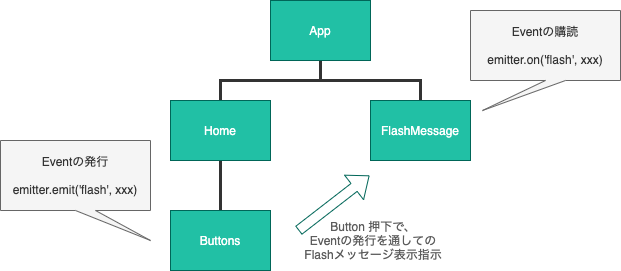 App
Eventの購読
emitter.on('flash', xxx)
Home
FlashMessage
Eventの発行
emitter.emit('flash', xxx)
Buttons
Button 押下で、
Eventの発行を通しての
Flashメッセージ表示指示